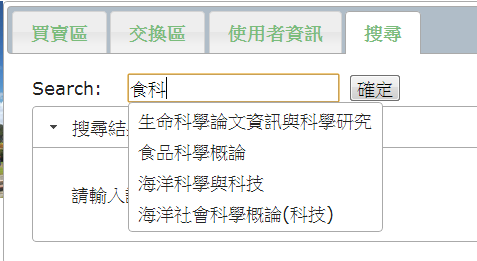 買賣區 交換區 使用者資訊 搜尋
Search: 食科 確定
生命科學論文資訊與科學研究
搜尋結
食品科學概論
海洋科學與科技
請輸入
海洋社會科學概論(科技)